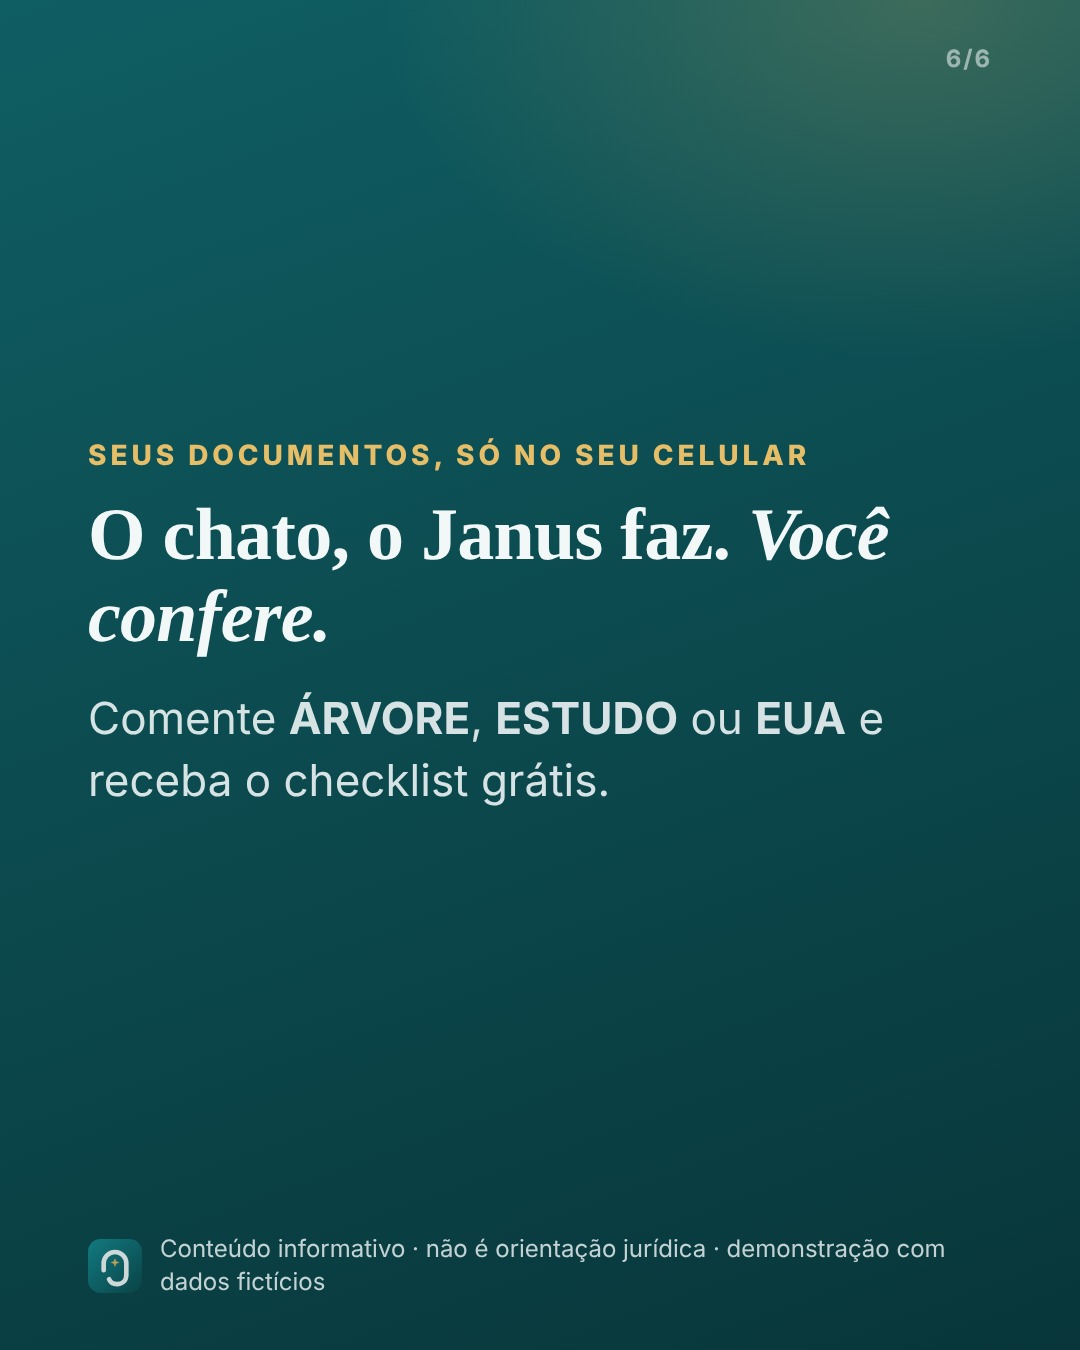 6/6
SEUS DOCUMENTOS, SÓ NO SEU CELULAR
O chato, o Janus faz. Você
confere.
Comente ÁRVORE, ESTUDO ou EUA e
receba o checklist grátis.
Conteúdo informativo · não é orientação jurídica · demonstração com
dados fictícios